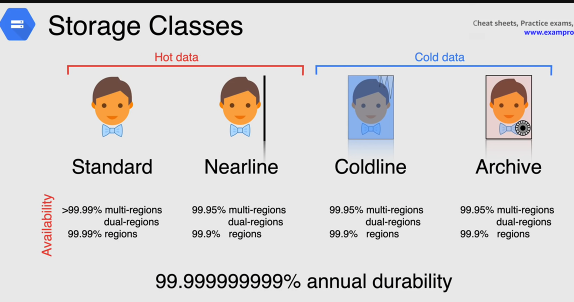 Storage Classes
Cheat sheets, Practice exams,
www.exampro
Hot data
Cold data
Standard
Nearline
Coldline
Archive
Availability
>99.99% multi-regions
dual-regions
99.99% regions
99.95% multi-regions
dual-regions
99.9% regions
99.95% multi-regions
dual-regions
99.9% regions
99.95% multi-regions
dual-regions
99.9% regions
99.999999999% annual durability